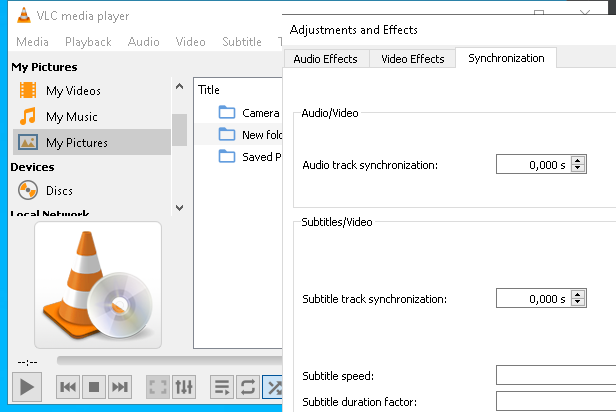 VLC media player
Media Playback Audio Video Subtitle
My Pictures
My Videos
My Music
My Pictures
Devices
Discs
Local Network
Title
Camera
New fold
Saved P
--:--
Adjustments and Effects
Audio Effects Video Effects Synchronization
Audio/Video
Audio track synchronization: 0,000 s
Subtitles/Video
Subtitle track synchronization: 0,000 s
Subtitle speed:
Subtitle duration factor: